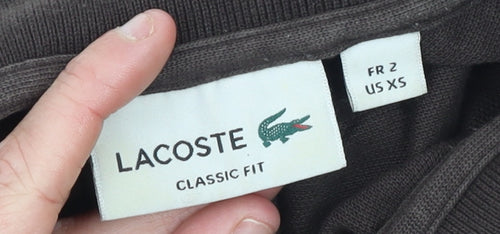 LACOSTE
CLASSIC FIT
FR 2
US XS